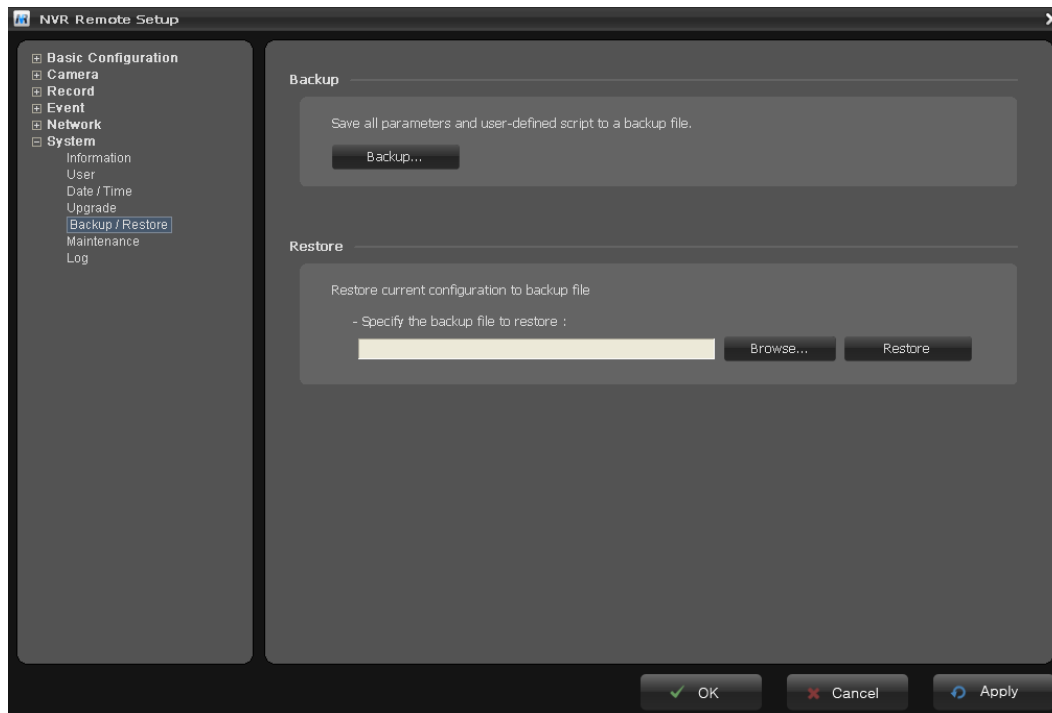 NVR Remote Setup
Basic Configuration
Camera
Record
Event
Network
System
Information
User
Date / Time
Upgrade
Backup / Restore
Maintenance
Log
Backup
Save all parameters and user-defined script to a backup file.
Backup...
Restore
Restore current configuration to backup file
- Specify the backup file to restore :
Browse...
Restore
OK
Cancel
Apply